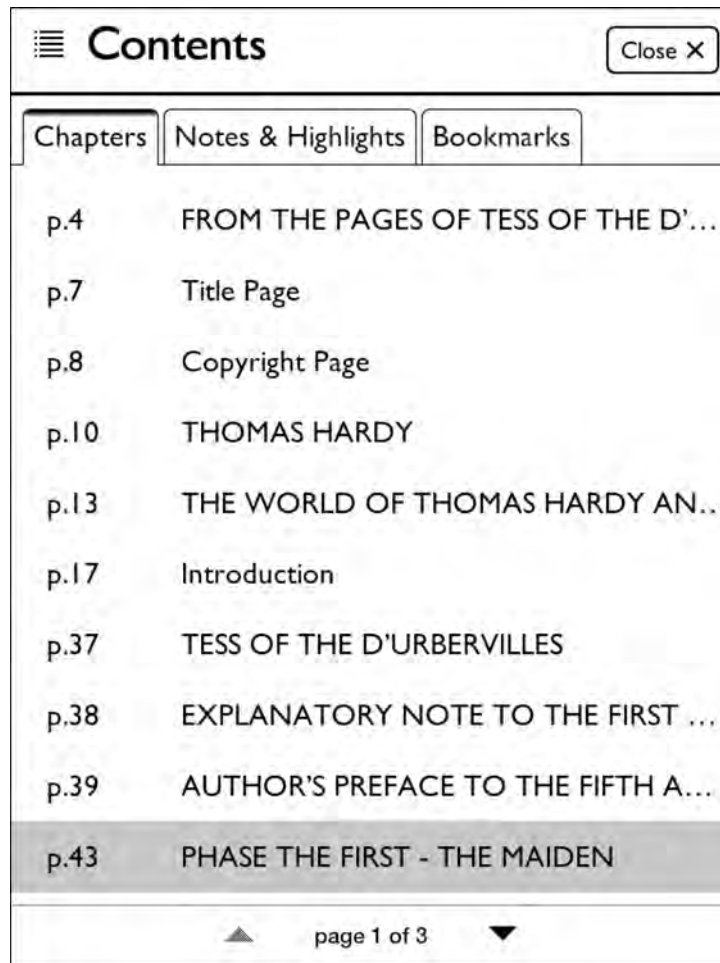 Contents
Close X
Chapters Notes & Highlights Bookmarks
p.4 FROM THE PAGES OF TESS OF THE D'...
p.7 Title Page
p.8 Copyright Page
p.10 THOMAS HARDY
p.13 THE WORLD OF THOMAS HARDY AN..
p.17 Introduction
p.37 TESS OF THE D'URBERVILLES
p.38 EXPLANATORY NOTE TO THE FIRST ...
p.39 AUTHOR'S PREFACE TO THE FIFTH A...
p.43 PHASE THE FIRST - THE MAIDEN
page 1 of 3